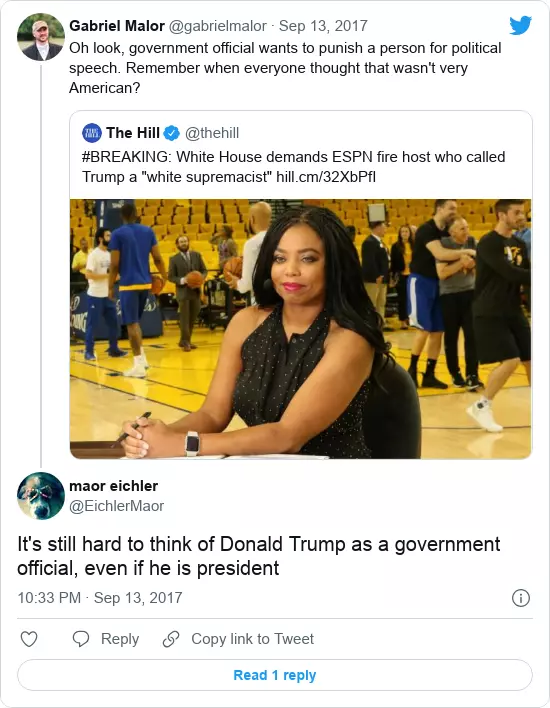 Gabriel Malor @gabrielmalor · Sep 13, 2017
Oh look, government official wants to punish a person for political
speech. Remember when everyone thought that wasn't very
American?
The Hill @thehill
#BREAKING: White House demands ESPN fire host who called
Trump a "white supremacist" hill.cm/32XbPfI
maor eichler
@EichlerMaor
It's still hard to think of Donald Trump as a government
official, even if he is president
10:33 PM · Sep 13, 2017
Reply
Copy link to Tweet
Read 1 reply